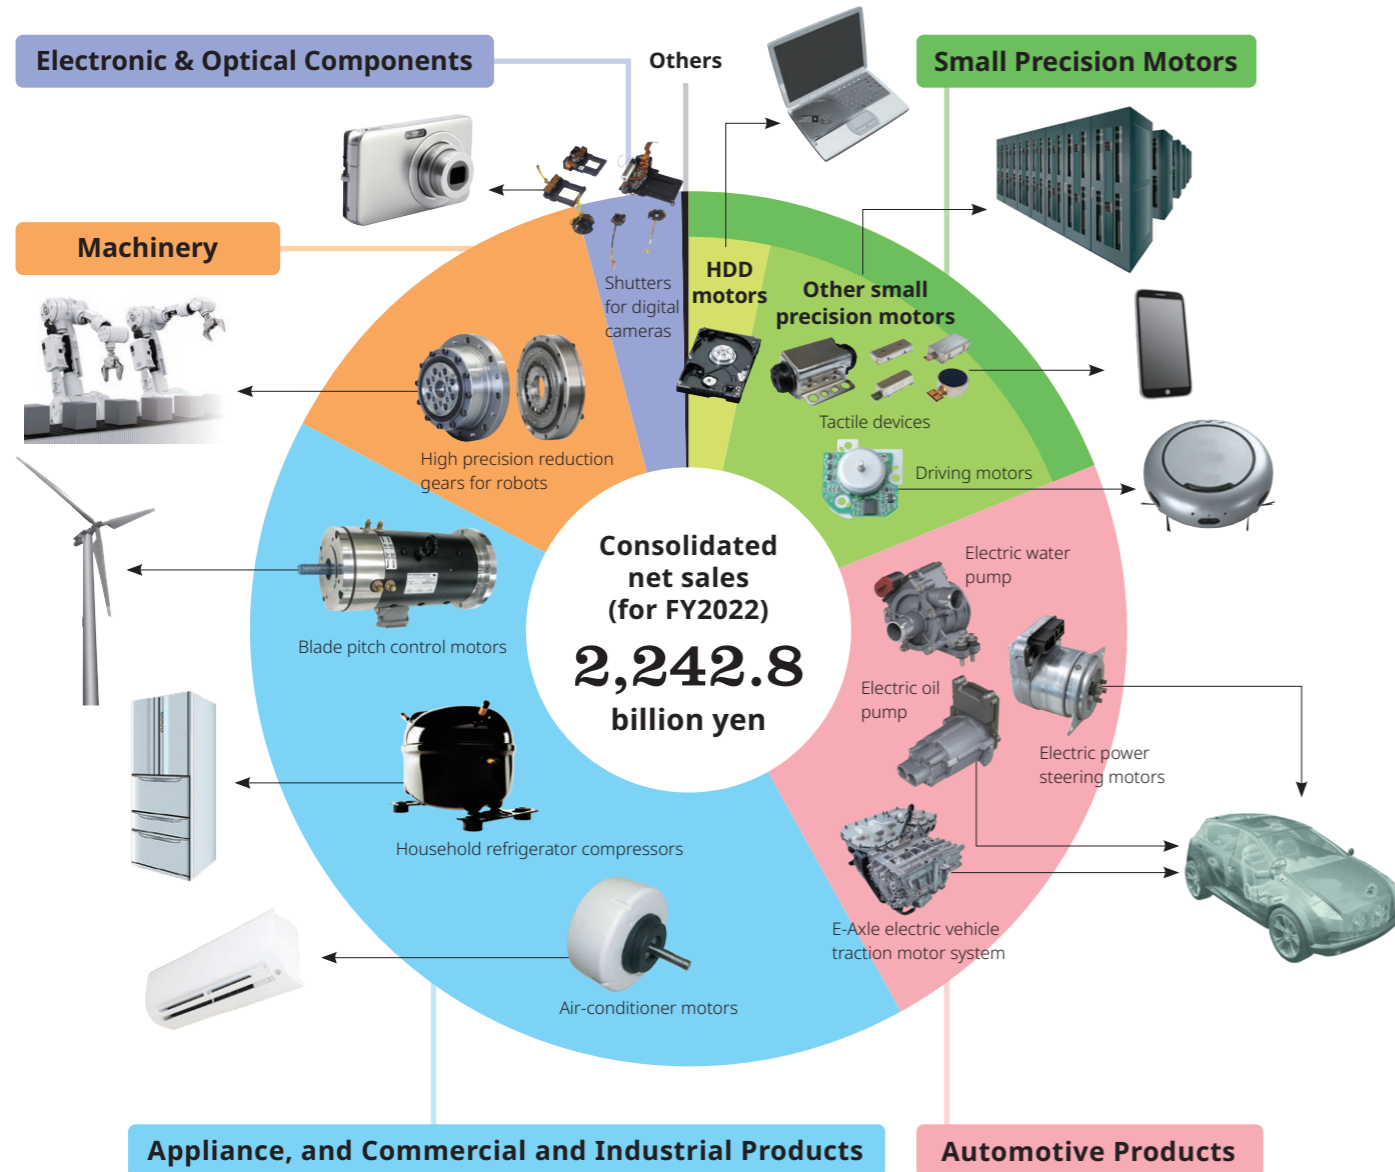 Electronic & Optical Components
Others
Small Precision Motors
Machinery
Shutters
for digital
cameras
HDD
motors
Other small
precision motors
Tactile devices
Driving motors
High precision reduction
gears for robots
Consolidated
net sales
(for FY2022)
2,242.8
billion yen
Electric water
pump
Blade pitch control motors
Electric oil
pump
Electric power
steering motors
Household refrigerator compressors
E-Axle electric vehicle
traction motor system
Air-conditioner motors
Appliance, and Commercial and Industrial Products
Automotive Products